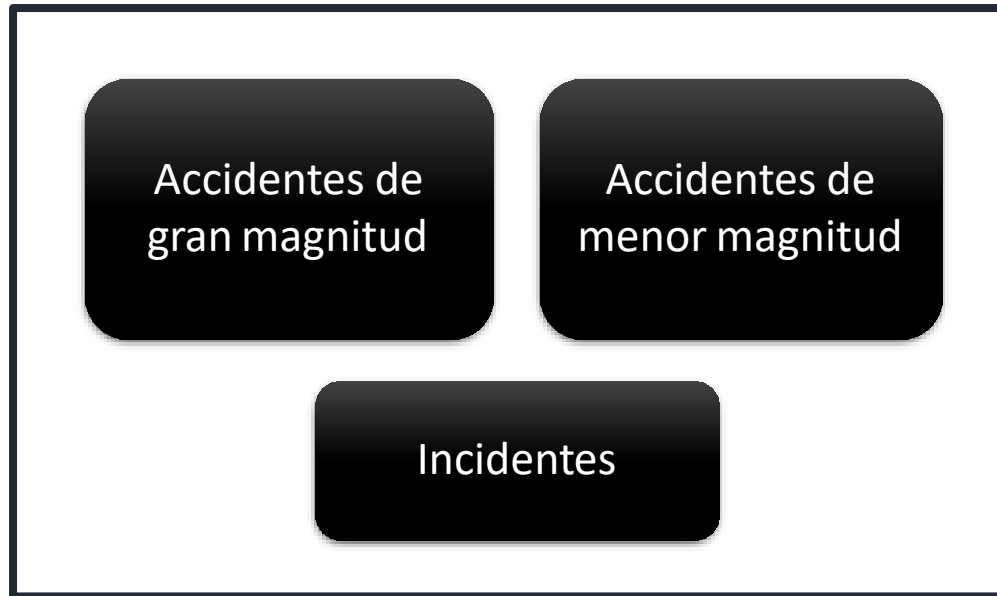 Accidentes de
gran magnitud
Accidentes de
menor magnitud
Incidentes